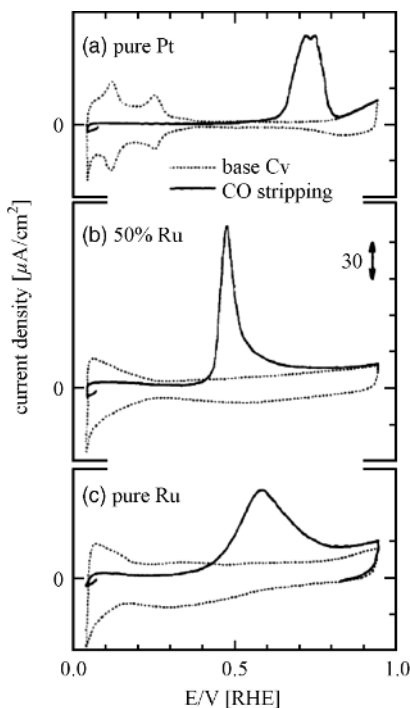 (a) pure Pt
0
base Cv
CO stripping
(b) 50% Ru
30
0
(c) pure Ru
0
current density [μA/cm²]
0.0 0.5 1.0
E/V [RHE]